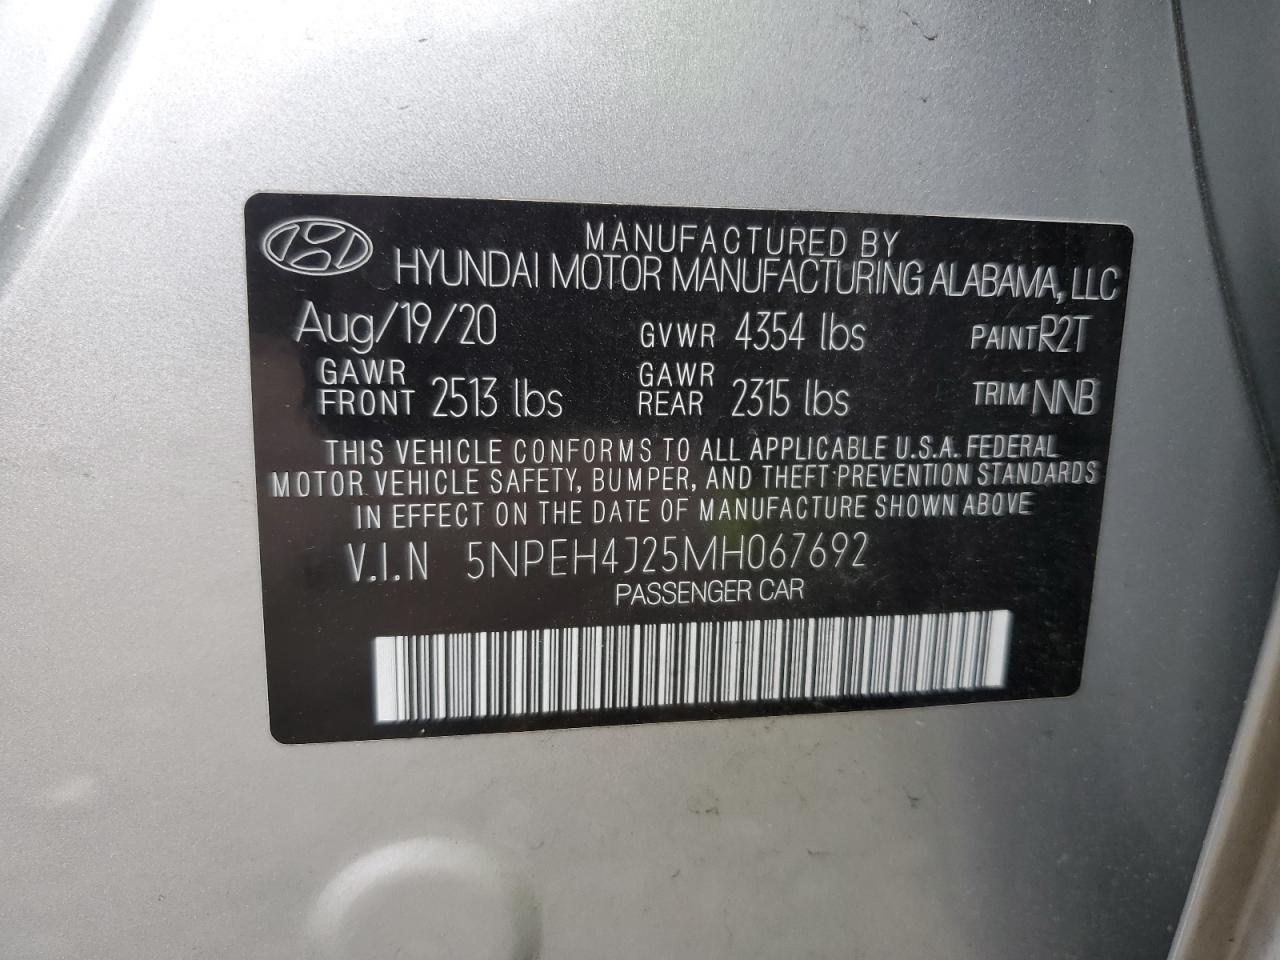 MANUFACTURED BY
HYUNDAI MOTOR MANUFACTURING ALABAMA, LLC
Aug/19/20 GVWR 4354 lbs PAINT R2T
GAWR FRONT 2513 lbs GAWR REAR 2315 lbs TRIM NNB
THIS VEHICLE CONFORMS TO ALL APPLICABLE U.S.A. FEDERAL
MOTOR VEHICLE SAFETY, BUMPER, AND THEFT PREVENTION STANDARDS
IN EFFECT ON THE DATE OF MANUFACTURE SHOWN ABOVE
V.I.N 5NPEH4J25MH067692
PASSENGER CAR